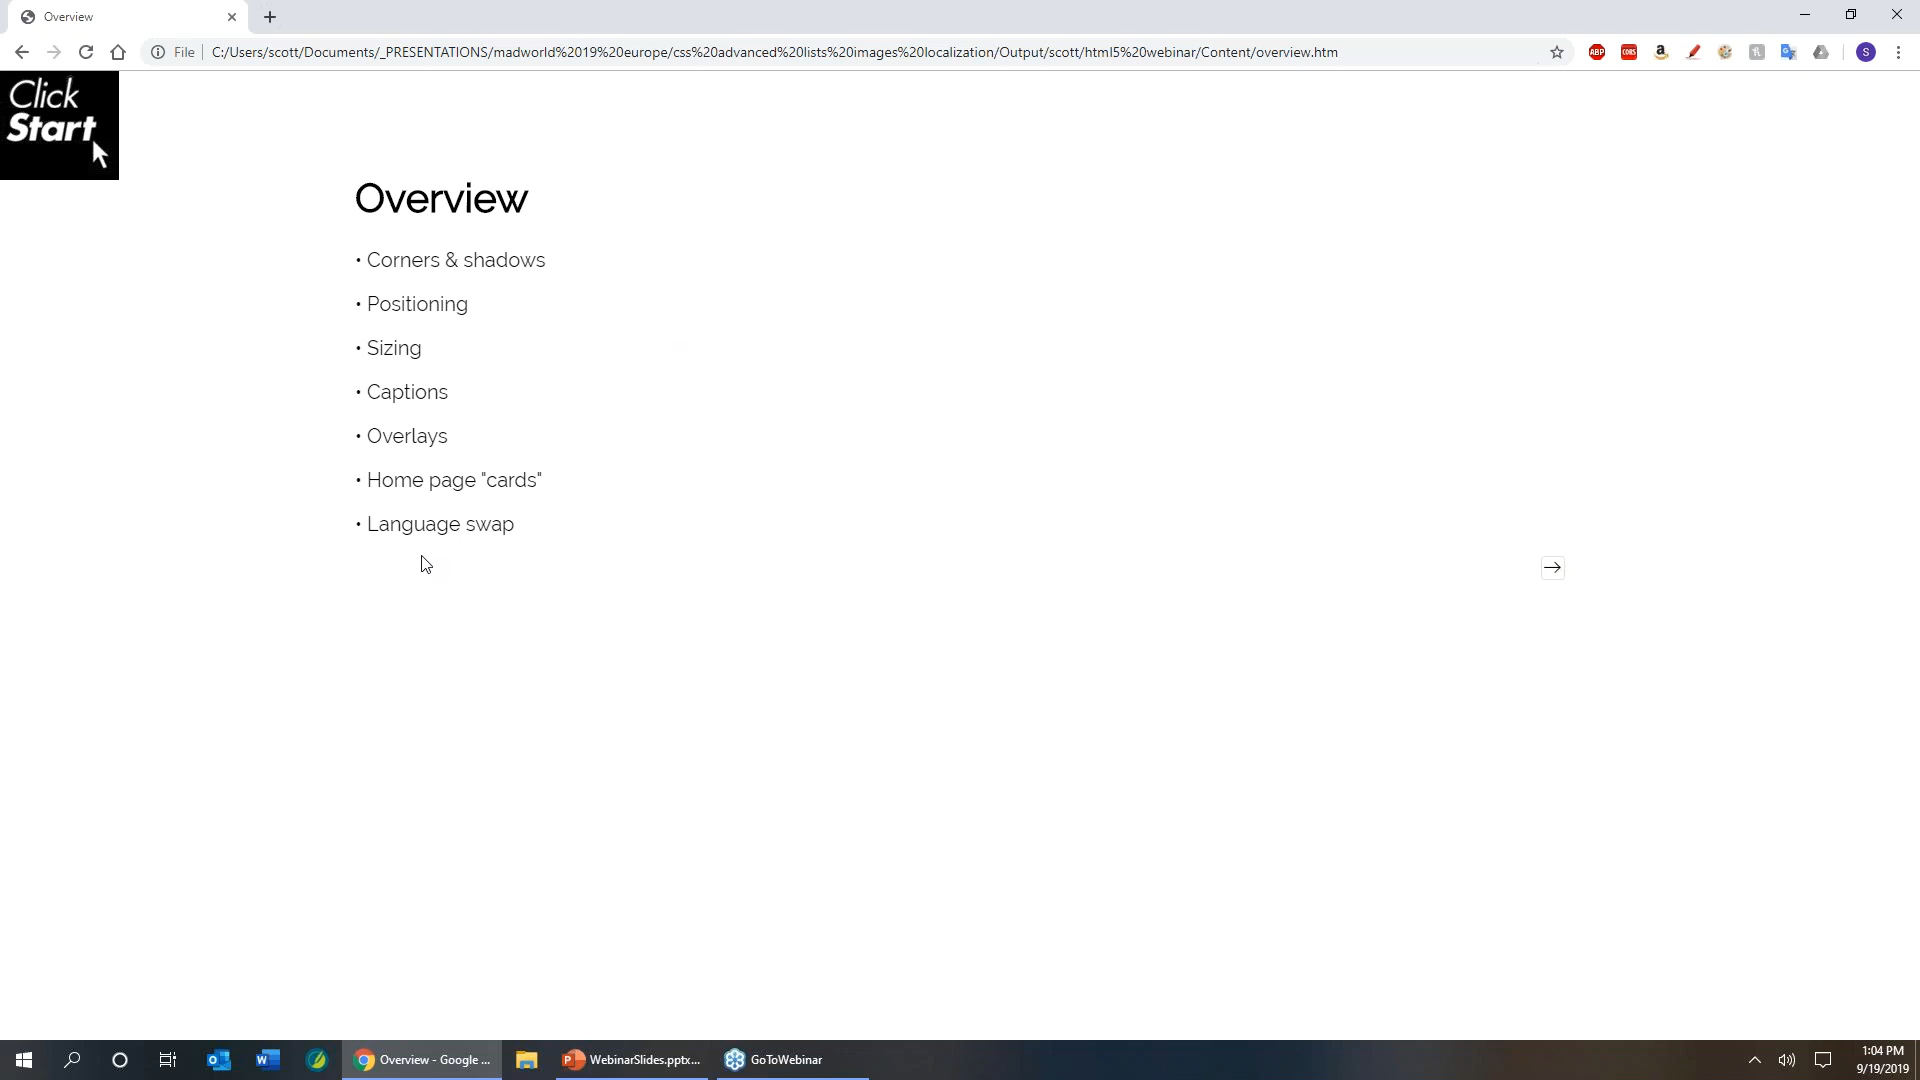 Overview
File
C:/Users/scott/Documents/_PRESENTATIONS/madworld%2019%20europe/css%20advanced%20lists%20images%20localization/Output/scott/html5%20webinar/Content/overview.htm
ABP
CORS
a
S
Click
Start
Overview
• Corners & shadows
• Positioning
• Sizing
• Captions
• Overlays
• Home page "cards"
• Language swap
Overview - Google ...
WebinarSlides.pptx...
GoToWebinar
1:04 PM
9/19/2019